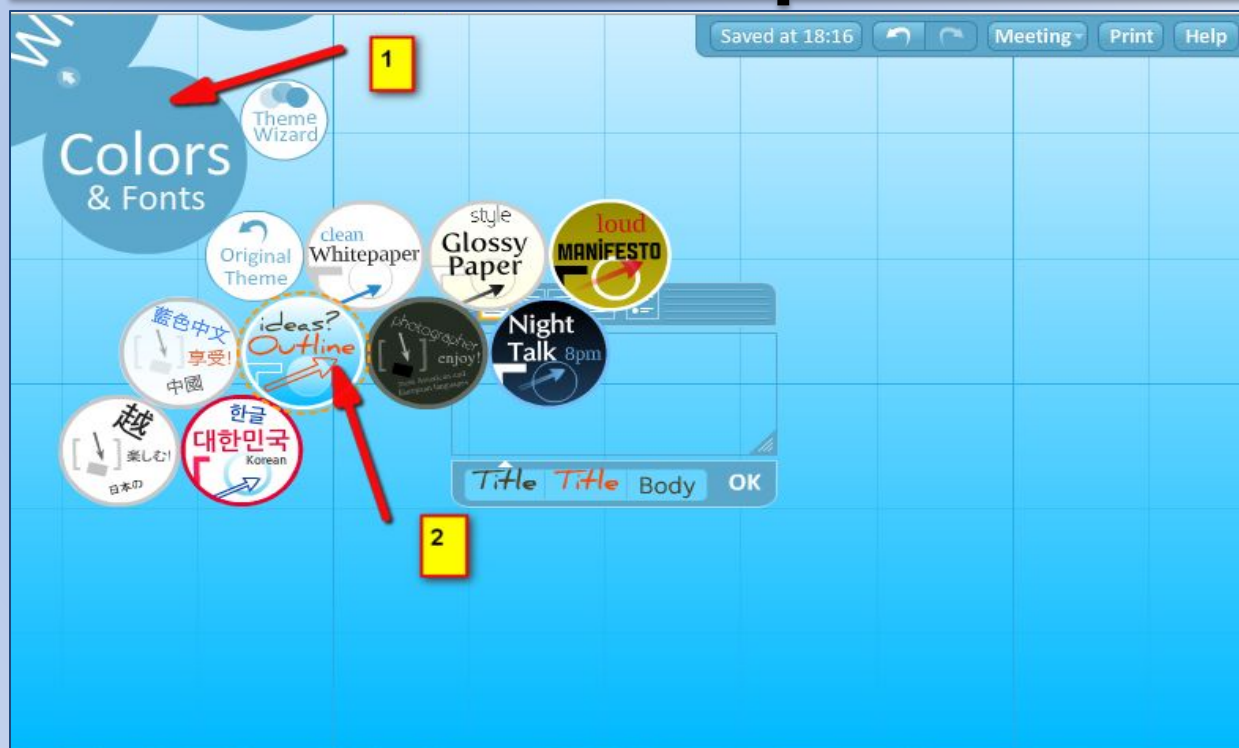 Saved at 18:16
Meeting
Print
Help
1
Theme
Wizard
Colors
& Fonts
Original
Theme
clean
Whitepaper
style
Glossy
Paper
loud
MANiFESTO
藍色中文
享受!
中國
ideas?
Outline
photographer
enjoy!
Night
Talk 8pm
越
楽しむ!
日本の
한글
대한민국
Korean
Title
Title
Body
OK
2